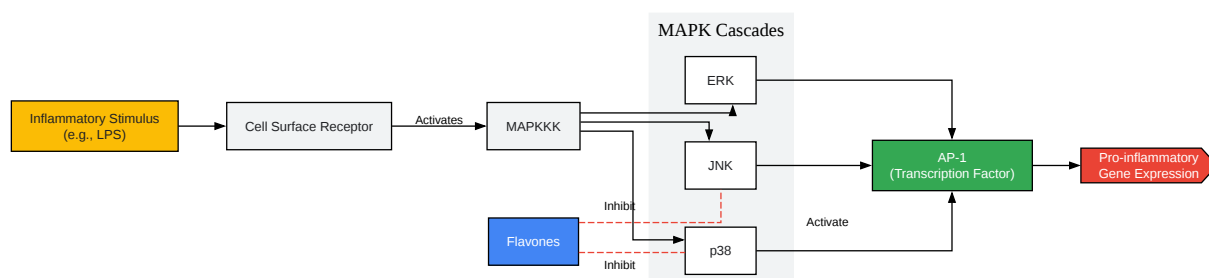 MAPK Cascades
ERK
Inflammatory Stimulus
(e.g., LPS)
Cell Surface Receptor
Activates
MAPKKK
JNK
AP-1
(Transcription Factor)
Pro-inflammatory
Gene Expression
Inhibit
Flavones
Inhibit
p38
Activate